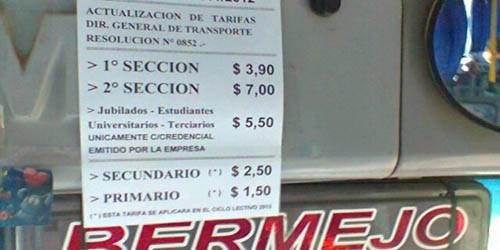 ACTUALIZACION DE TARIFAS
DIR. GENERAL DE TRANSPORTE
RESOLUCION N° 0852 .-
> 1° SECCION $ 3,90
> 2° SECCION $ 7,00
> Jubilados - Estudiantes
Universitarios - Terciarios $ 5,50
UNICAMENTE C/CREDENCIAL
EMITIDO POR LA EMPRESA
> SECUNDARIO (*) $ 2,50
> PRIMARIO (*) $ 1,50
(*) ESTA TARIFA SE APLICARA EN EL CICLO LECTIVO 2013
BERMEJO